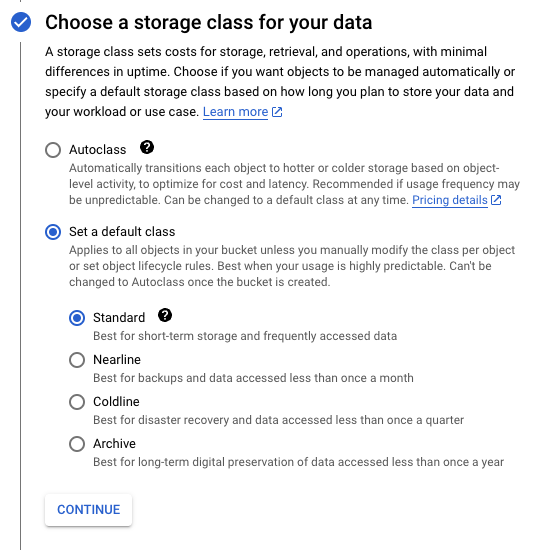 Choose a storage class for your data
A storage class sets costs for storage, retrieval, and operations, with minimal
differences in uptime. Choose if you want objects to be managed automatically or
specify a default storage class based on how long you plan to store your data and
your workload or use case. Learn more
Autoclass ?
Automatically transitions each object to hotter or colder storage based on object-
level activity, to optimize for cost and latency. Recommended if usage frequency may
be unpredictable. Can be changed to a default class at any time. Pricing details
Set a default class
Applies to all objects in your bucket unless you manually modify the class per object
or set object lifecycle rules. Best when your usage is highly predictable. Can't be
changed to Autoclass once the bucket is created.
Standard ?
Best for short-term storage and frequently accessed data
Nearline
Best for backups and data accessed less than once a month
Coldline
Best for disaster recovery and data accessed less than once a quarter
Archive
Best for long-term digital preservation of data accessed less than once a year
CONTINUE